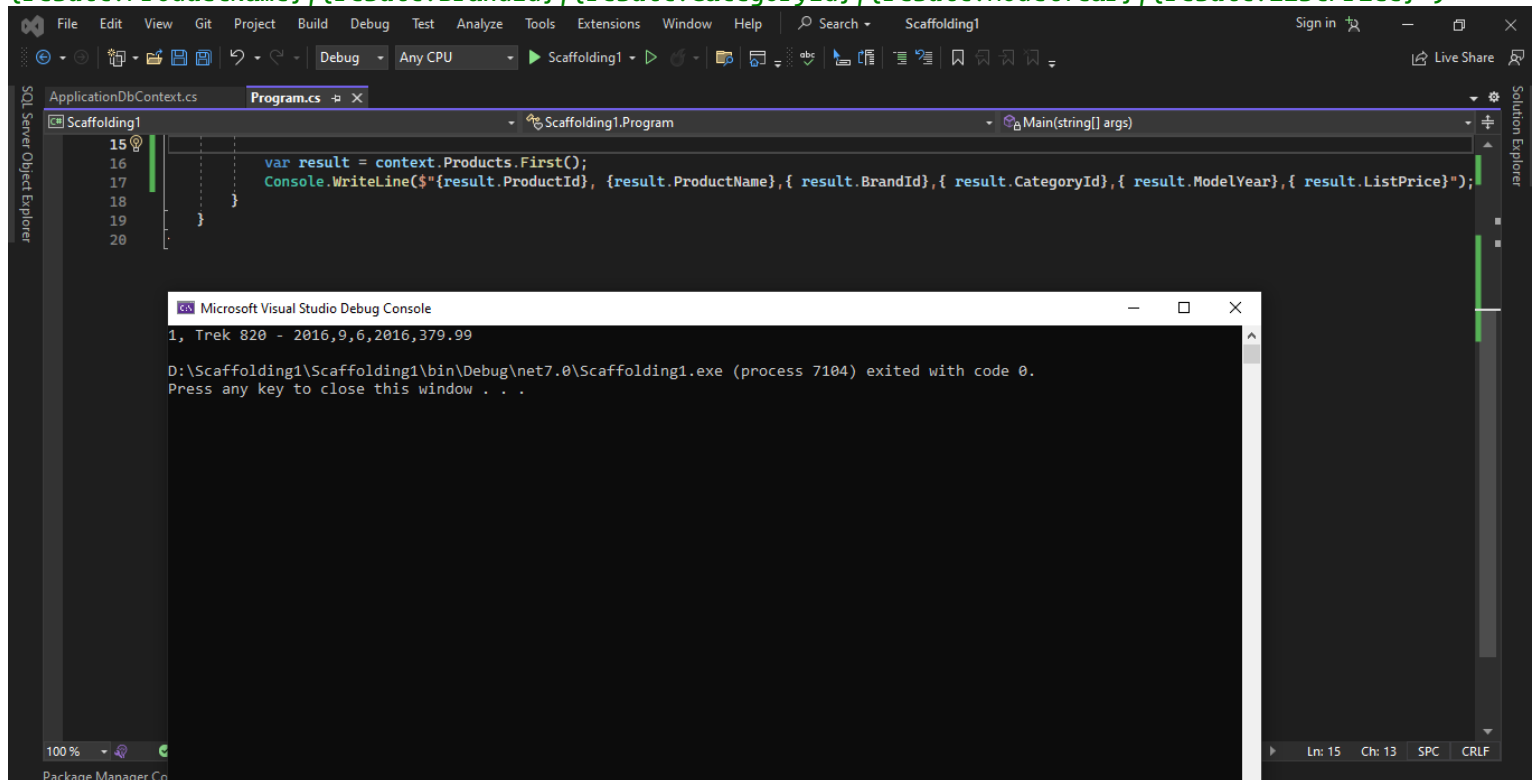 File Edit View Git Project Build Debug Test Analyze Tools Extensions Window Help Search Scaffolding1 Sign in
Debug Any CPU Scaffolding1 Live Share
SQL Server Object Explorer
Solution Explorer
ApplicationDbContext.cs Program.cs
C# Scaffolding1 Scaffolding1.Program Main(string[] args)
15
16 var result = context.Products.First();
17 Console.WriteLine($"{result.ProductId}, {result.ProductName},{ result.BrandId},{ result.CategoryId},{ result.ModelYear},{ result.ListPrice}");
18 }
19 }
20
Microsoft Visual Studio Debug Console
1, Trek 820 - 2016,9,6,2016,379.99
D:\Scaffolding1\Scaffolding1\bin\Debug\net7.0\Scaffolding1.exe (process 7104) exited with code 0.
Press any key to close this window . . .
100 % Ln: 15 Ch: 13 SPC CRLF
Package Manager Co